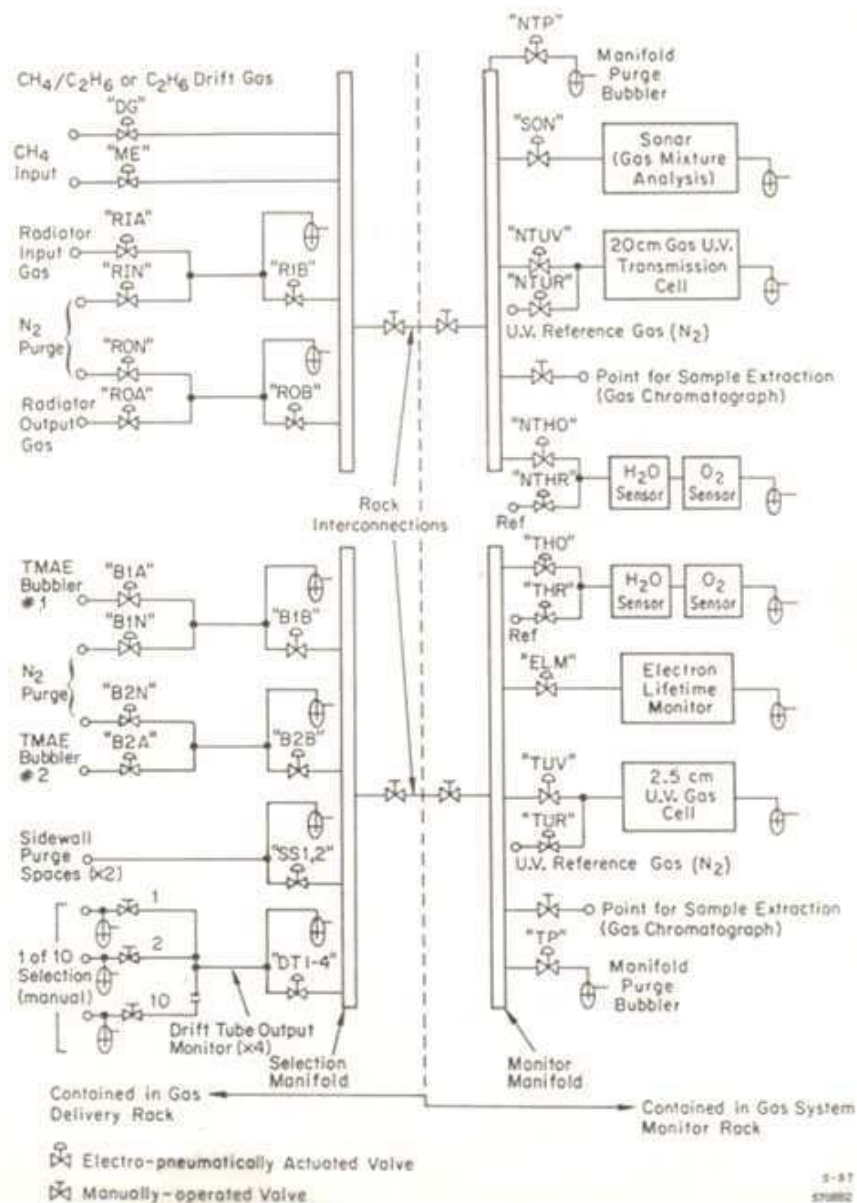 "NTP"
Manifold
Purge
Bubbler
CH4/C2H6 or C2H6 Drift Gas
"DG"
CH4
Input
"ME"
"SON"
Sonar
(Gas Mixture
Analysis)
"RIA"
Radiator
Input
Gas
"RIN"
"RIB"
N2
Purge
"RON"
"ROA"
"ROB"
Radiator
Output
Gas
"NTUV"
"NTUR"
20cm Gas U.V.
Transmission
Cell
U.V. Reference Gas (N2)
Point for Sample Extraction
(Gas Chromatograph)
"NTHO"
"NTHR"
Ref
H2O
Sensor
O2
Sensor
Rack
Interconnections
TMAE
Bubbler
#1
"B1A"
"B1N"
"B1B"
N2
Purge
"B2N"
"B2A"
"B2B"
TMAE
Bubbler
#2
"THO"
"THR"
Ref
H2O
Sensor
O2
Sensor
"ELM"
Electron
Lifetime
Monitor
"TUV"
"TUR"
2.5 cm
U.V. Gas
Cell
U.V. Reference Gas (N2)
Sidewall
Purge
Spaces (x2)
"SS1,2"
1
2
10
1 of 10
Selection
(manual)
"DT1-4"
Drift Tube Output
Monitor (x4)
Point for Sample Extraction
(Gas Chromatograph)
"TP"
Manifold
Purge
Bubbler
Selection
Manifold
Monitor
Manifold
Contained in Gas
Delivery Rack
Contained in Gas System
Monitor Rack
Electro-pneumatically Actuated Valve
Manually-operated Valve
5-87